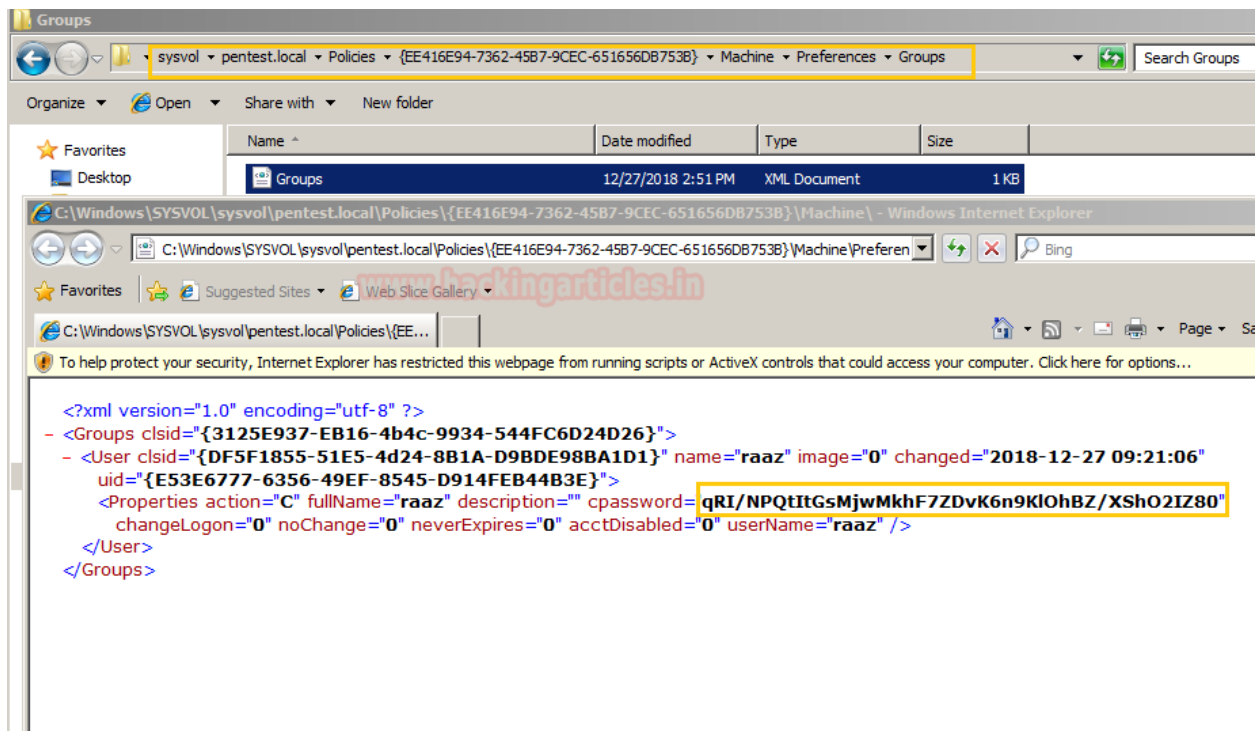 Groups
sysvol ▾ pentest.local ▾ Policies ▾ {EE416E94-7362-45B7-9CEC-651656DB753B} ▾ Machine ▾ Preferences ▾ Groups
Search Groups
Organize ▾ Open ▾ Share with ▾ New folder
Favorites
Desktop
Name Date modified Type Size
Groups 12/27/2018 2:51 PM XML Document 1 KB
C:\Windows\SYSVOL\sysvol\pentest.local\Policies\{EE416E94-7362-45B7-9CEC-651656DB753B}\Machine\ - Windows Internet Explorer
C:\Windows\SYSVOL\sysvol\pentest.local\Policies\{EE416E94-7362-45B7-9CEC-651656DB753B}\Machine\Preferen
Bing
www.hackingarticles.in
Favorites Suggested Sites ▾ Web Slice Gallery ▾
C:\Windows\SYSVOL\sysvol\pentest.local\Policies\{EE...
Page ▾ Sa
To help protect your security, Internet Explorer has restricted this webpage from running scripts or ActiveX controls that could access your computer. Click here for options...
<?xml version="1.0" encoding="utf-8" ?>
– <Groups clsid="{3125E937-EB16-4b4c-9934-544FC6D24D26}">
– <User clsid="{DF5F1855-51E5-4d24-8B1A-D9BDE98BA1D1}" name="raaz" image="0" changed="2018-12-27 09:21:06"
uid="{E53E6777-6356-49EF-8545-D914FEB44B3E}">
<Properties action="C" fullName="raaz" description="" cpassword="qRI/NPQtItGsMjwMkhF7ZDvK6n9KlOhBZ/XShO2IZ80"
changeLogon="0" noChange="0" neverExpires="0" acctDisabled="0" userName="raaz" />
</User>
</Groups>